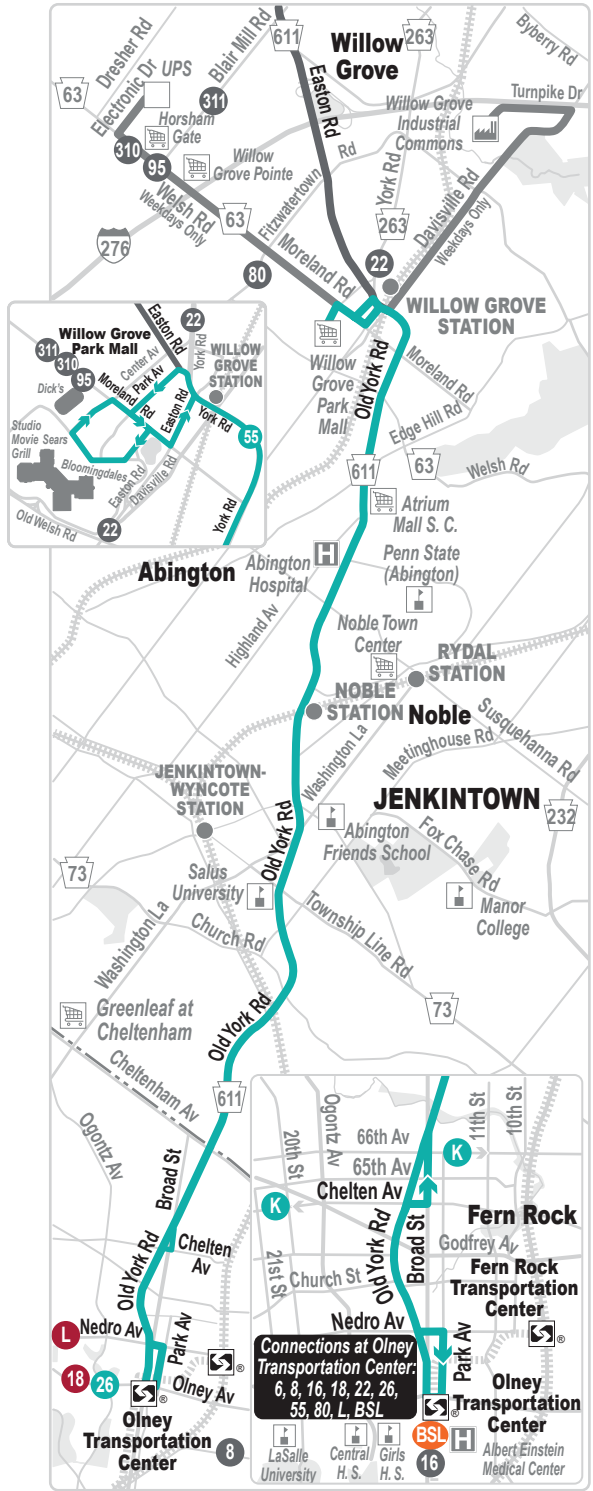 611
Willow
Grove
263
Byberry Rd
Dresher Rd
Blair Mill Rd
63
Electronic Dr
UPS
311
Easton Rd
Turnpike Dr
Horsham
Gate
Willow Grove
Industrial
Commons
310
95
Willow
Grove Pointe
Fitzwatertown Rd
York Rd
Davisville Rd
Weekdays Only
Welsh Rd
Weekdays Only
63
263
276
Moreland Rd
80
22
WILLOW GROVE
STATION
Willow
Grove
Park
Mall
Old York Rd
Moreland Rd
Edge Hill Rd
63
Welsh Rd
611
Willow Grove
Park Mall
Easton Rd
22
York Rd
311
310
95
Center Av
Park Av
WILLOW
GROVE
STATION
Dick's
Moreland Rd
Easton Rd
York Rd
55
Studio
Movie
Grill
Sears
Bloomingdales
Easton Rd
Davisville Rd
York Rd
Old Welsh Rd
22
Atrium
Mall S. C.
Abington
Abington
Hospital
H
Penn State
(Abington)
Highland Av
Noble Town
Center
RYDAL
STATION
NOBLE
STATION
Noble
Susquehanna Rd
Washington La
Meetinghouse Rd
JENKINTOWN-
WYNCOTE
STATION
JENKINTOWN
232
Old York Rd
Abington
Friends School
Fox Chase Rd
73
Salus
University
Manor
College
Washington La
Church Rd
Township Line Rd
73
Greenleaf at
Cheltenham
Old York Rd
Cheltenham Av
611
Ogontz Av
Broad St
Old York Rd
Chelten
Av
L
Nedro Av
Park Av
®
18
26
Olney Av
®
Olney
Transportation
Center
8
20th St
Ogontz Av
11th St
10th St
66th Av
K
65th Av
Chelten Av
K
Fern Rock
Old York Rd
Broad St
Godfrey Av
21st St
Church St
Fern Rock
Transportation
Center
Nedro Av
®
Park Av
Connections at Olney
Transportation Center:
6, 8, 16, 18, 22, 26,
55, 80, L, BSL
Olney
Transportation
Center
®
BSL
H
16
LaSalle
University
Central
H. S.
Girls
H. S.
Albert Einstein
Medical Center